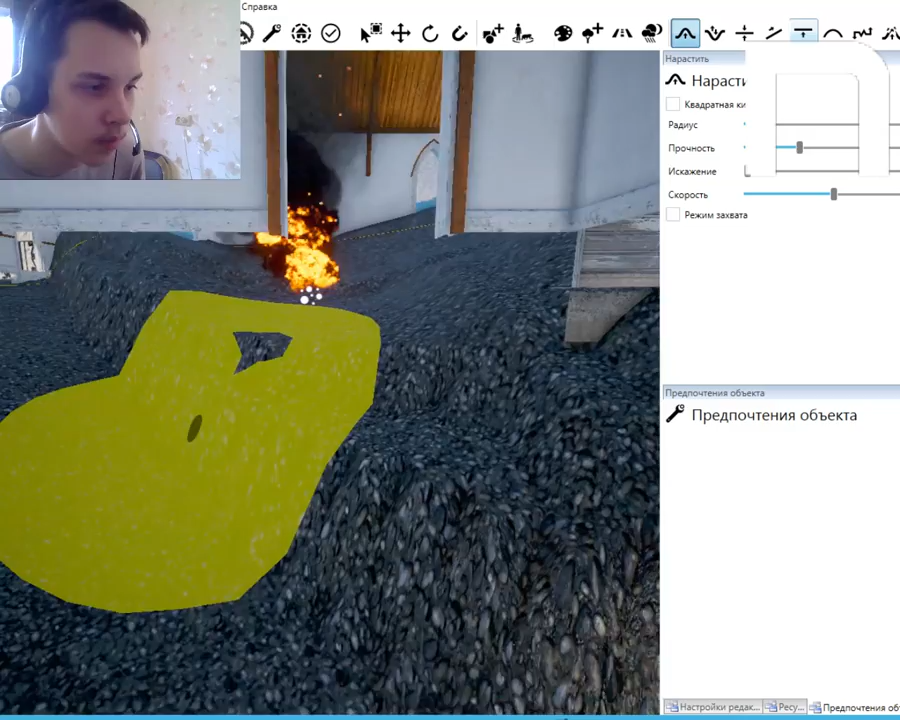 Справка
Нарастить
Нарасти
Квадратная ки
Радиус
Прочность
Искажение
Скорость
Режим захвата
Предпочтения объекта
Предпочтения объекта
Настройки редак... Ресу... Предпочтения об